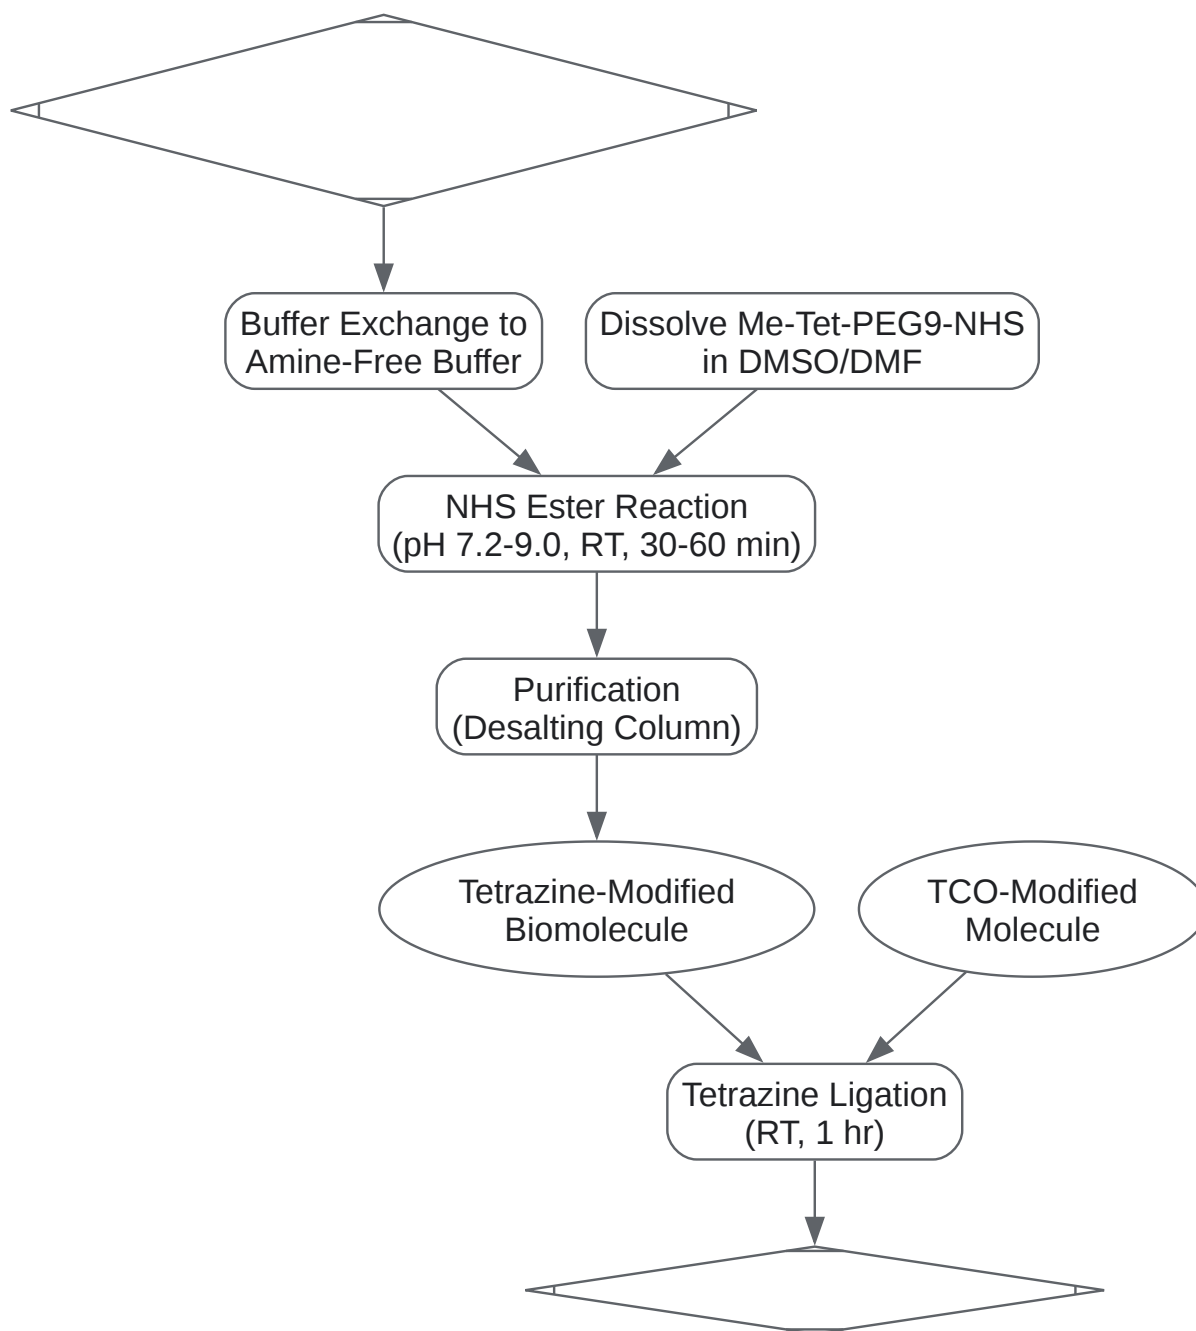 Buffer Exchange to
Amine-Free Buffer
Dissolve Me-Tet-PEG9-NHS
in DMSO/DMF
NHS Ester Reaction
(pH 7.2-9.0, RT, 30-60 min)
Purification
(Desalting Column)
Tetrazine-Modified
Biomolecule
TCO-Modified
Molecule
Tetrazine Ligation
(RT, 1 hr)